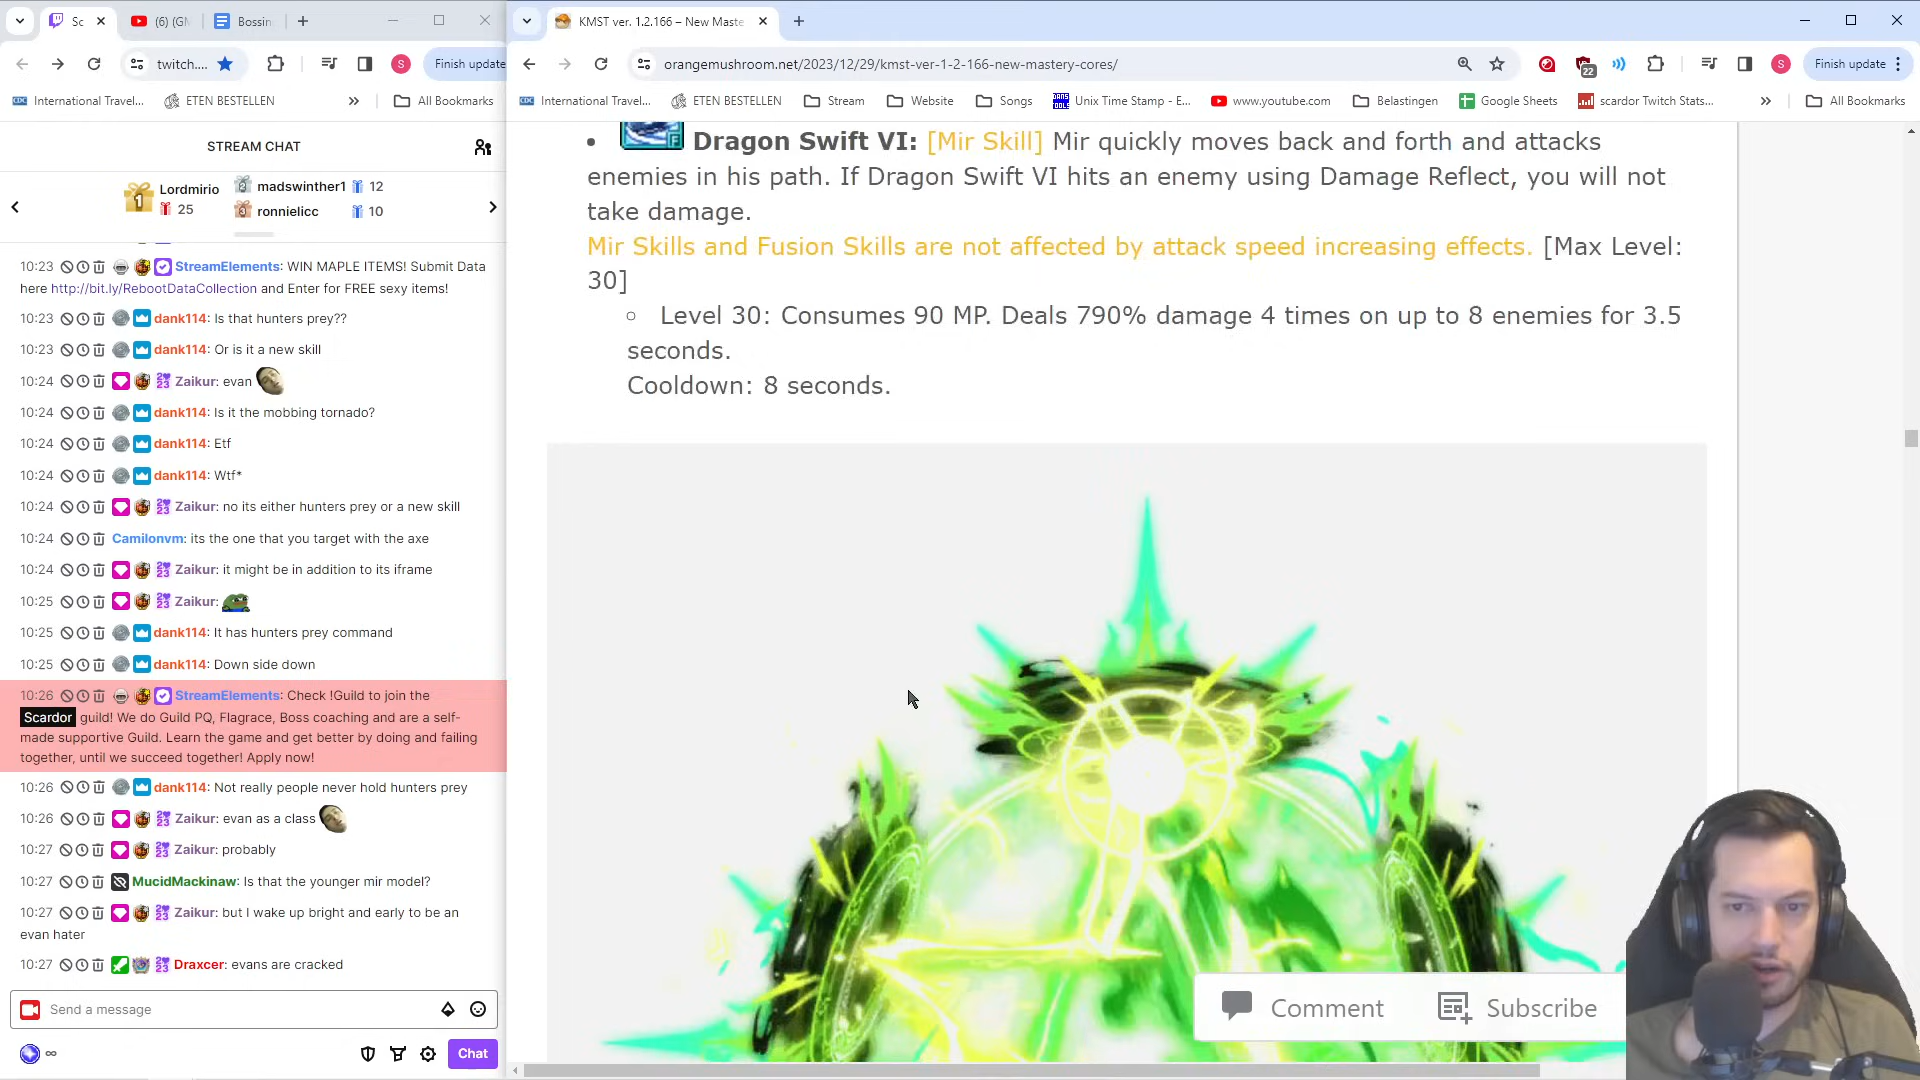 Sc
(6) (GM
Bossin
KMST ver. 1.2.166 – New Maste
twitch....
S
Finish update
orangemushroom.net/2023/12/29/kmst-ver-1-2-166-new-mastery-cores/
22
S
Finish update
International Travel...
ETEN BESTELLEN
All Bookmarks
International Travel...
ETEN BESTELLEN
Stream
Website
Songs
Unix Time Stamp - E...
www.youtube.com
Belastingen
Google Sheets
scardor Twitch Stats...
All Bookmarks
STREAM CHAT
1
Lordmirio
25
2
madswinther1
12
3
ronnielicc
10
10:23 StreamElements: WIN MAPLE ITEMS! Submit Data
here http://bit.ly/RebootDataCollection and Enter for FREE sexy items!
10:23 dank114: Is that hunters prey??
10:23 dank114: Or is it a new skill
10:24 Zaikur: evan
10:24 dank114: Is it the mobbing tornado?
10:24 dank114: Etf
10:24 dank114: Wtf*
10:24 Zaikur: no its either hunters prey or a new skill
10:24 Camilonvm: its the one that you target with the axe
10:24 Zaikur: it might be in addition to its iframe
10:25 Zaikur:
10:25 dank114: It has hunters prey command
10:25 dank114: Down side down
10:26 StreamElements: Check !Guild to join the
Scardor guild! We do Guild PQ, Flagrace, Boss coaching and are a self-
made supportive Guild. Learn the game and get better by doing and failing
together, until we succeed together! Apply now!
10:26 dank114: Not really people never hold hunters prey
10:26 Zaikur: evan as a class
10:27 Zaikur: probably
10:27 MucidMackinaw: Is that the younger mir model?
10:27 Zaikur: but I wake up bright and early to be an
evan hater
10:27 Draxcer: evans are cracked
Send a message
∞
Chat
• Dragon Swift VI: [Mir Skill] Mir quickly moves back and forth and attacks
enemies in his path. If Dragon Swift VI hits an enemy using Damage Reflect, you will not
take damage.
Mir Skills and Fusion Skills are not affected by attack speed increasing effects. [Max Level:
30]
○ Level 30: Consumes 90 MP. Deals 790% damage 4 times on up to 8 enemies for 3.5
seconds.
Cooldown: 8 seconds.
Comment
Subscribe